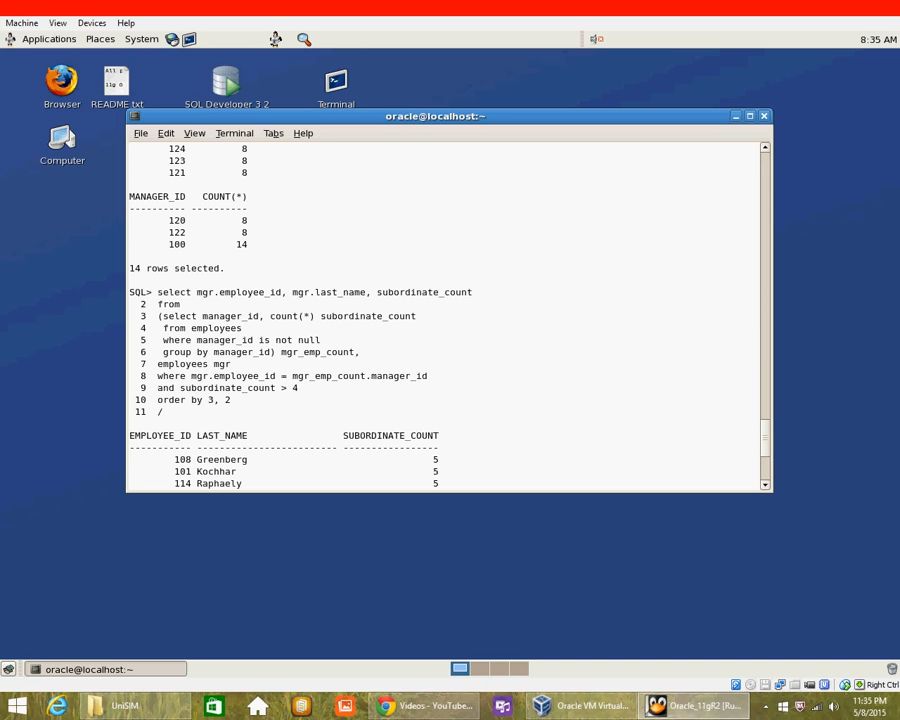 Machine View Devices Help
Applications Places System 8:35 AM
Browser
README.txt
SQL Developer 3.2
Terminal
Computer
oracle@localhost:~
File Edit View Terminal Tabs Help
124 8
123 8
121 8
MANAGER_ID COUNT(*)
---------- ----------
120 8
122 8
100 14
14 rows selected.
SQL> select mgr.employee_id, mgr.last_name, subordinate_count
2 from
3 (select manager_id, count(*) subordinate_count
4 from employees
5 where manager_id is not null
6 group by manager_id) mgr_emp_count,
7 employees mgr
8 where mgr.employee_id = mgr_emp_count.manager_id
9 and subordinate_count > 4
10 order by 3, 2
11 /
EMPLOYEE_ID LAST_NAME SUBORDINATE_COUNT
----------- ------------------------- -----------------
108 Greenberg 5
101 Kochhar 5
114 Raphaely 5
oracle@localhost:~
Right Ctrl
UniSIM
Videos - YouTube...
Oracle VM Virtual...
Oracle_11gR2 [Ru...
11:35 PM
5/8/2015